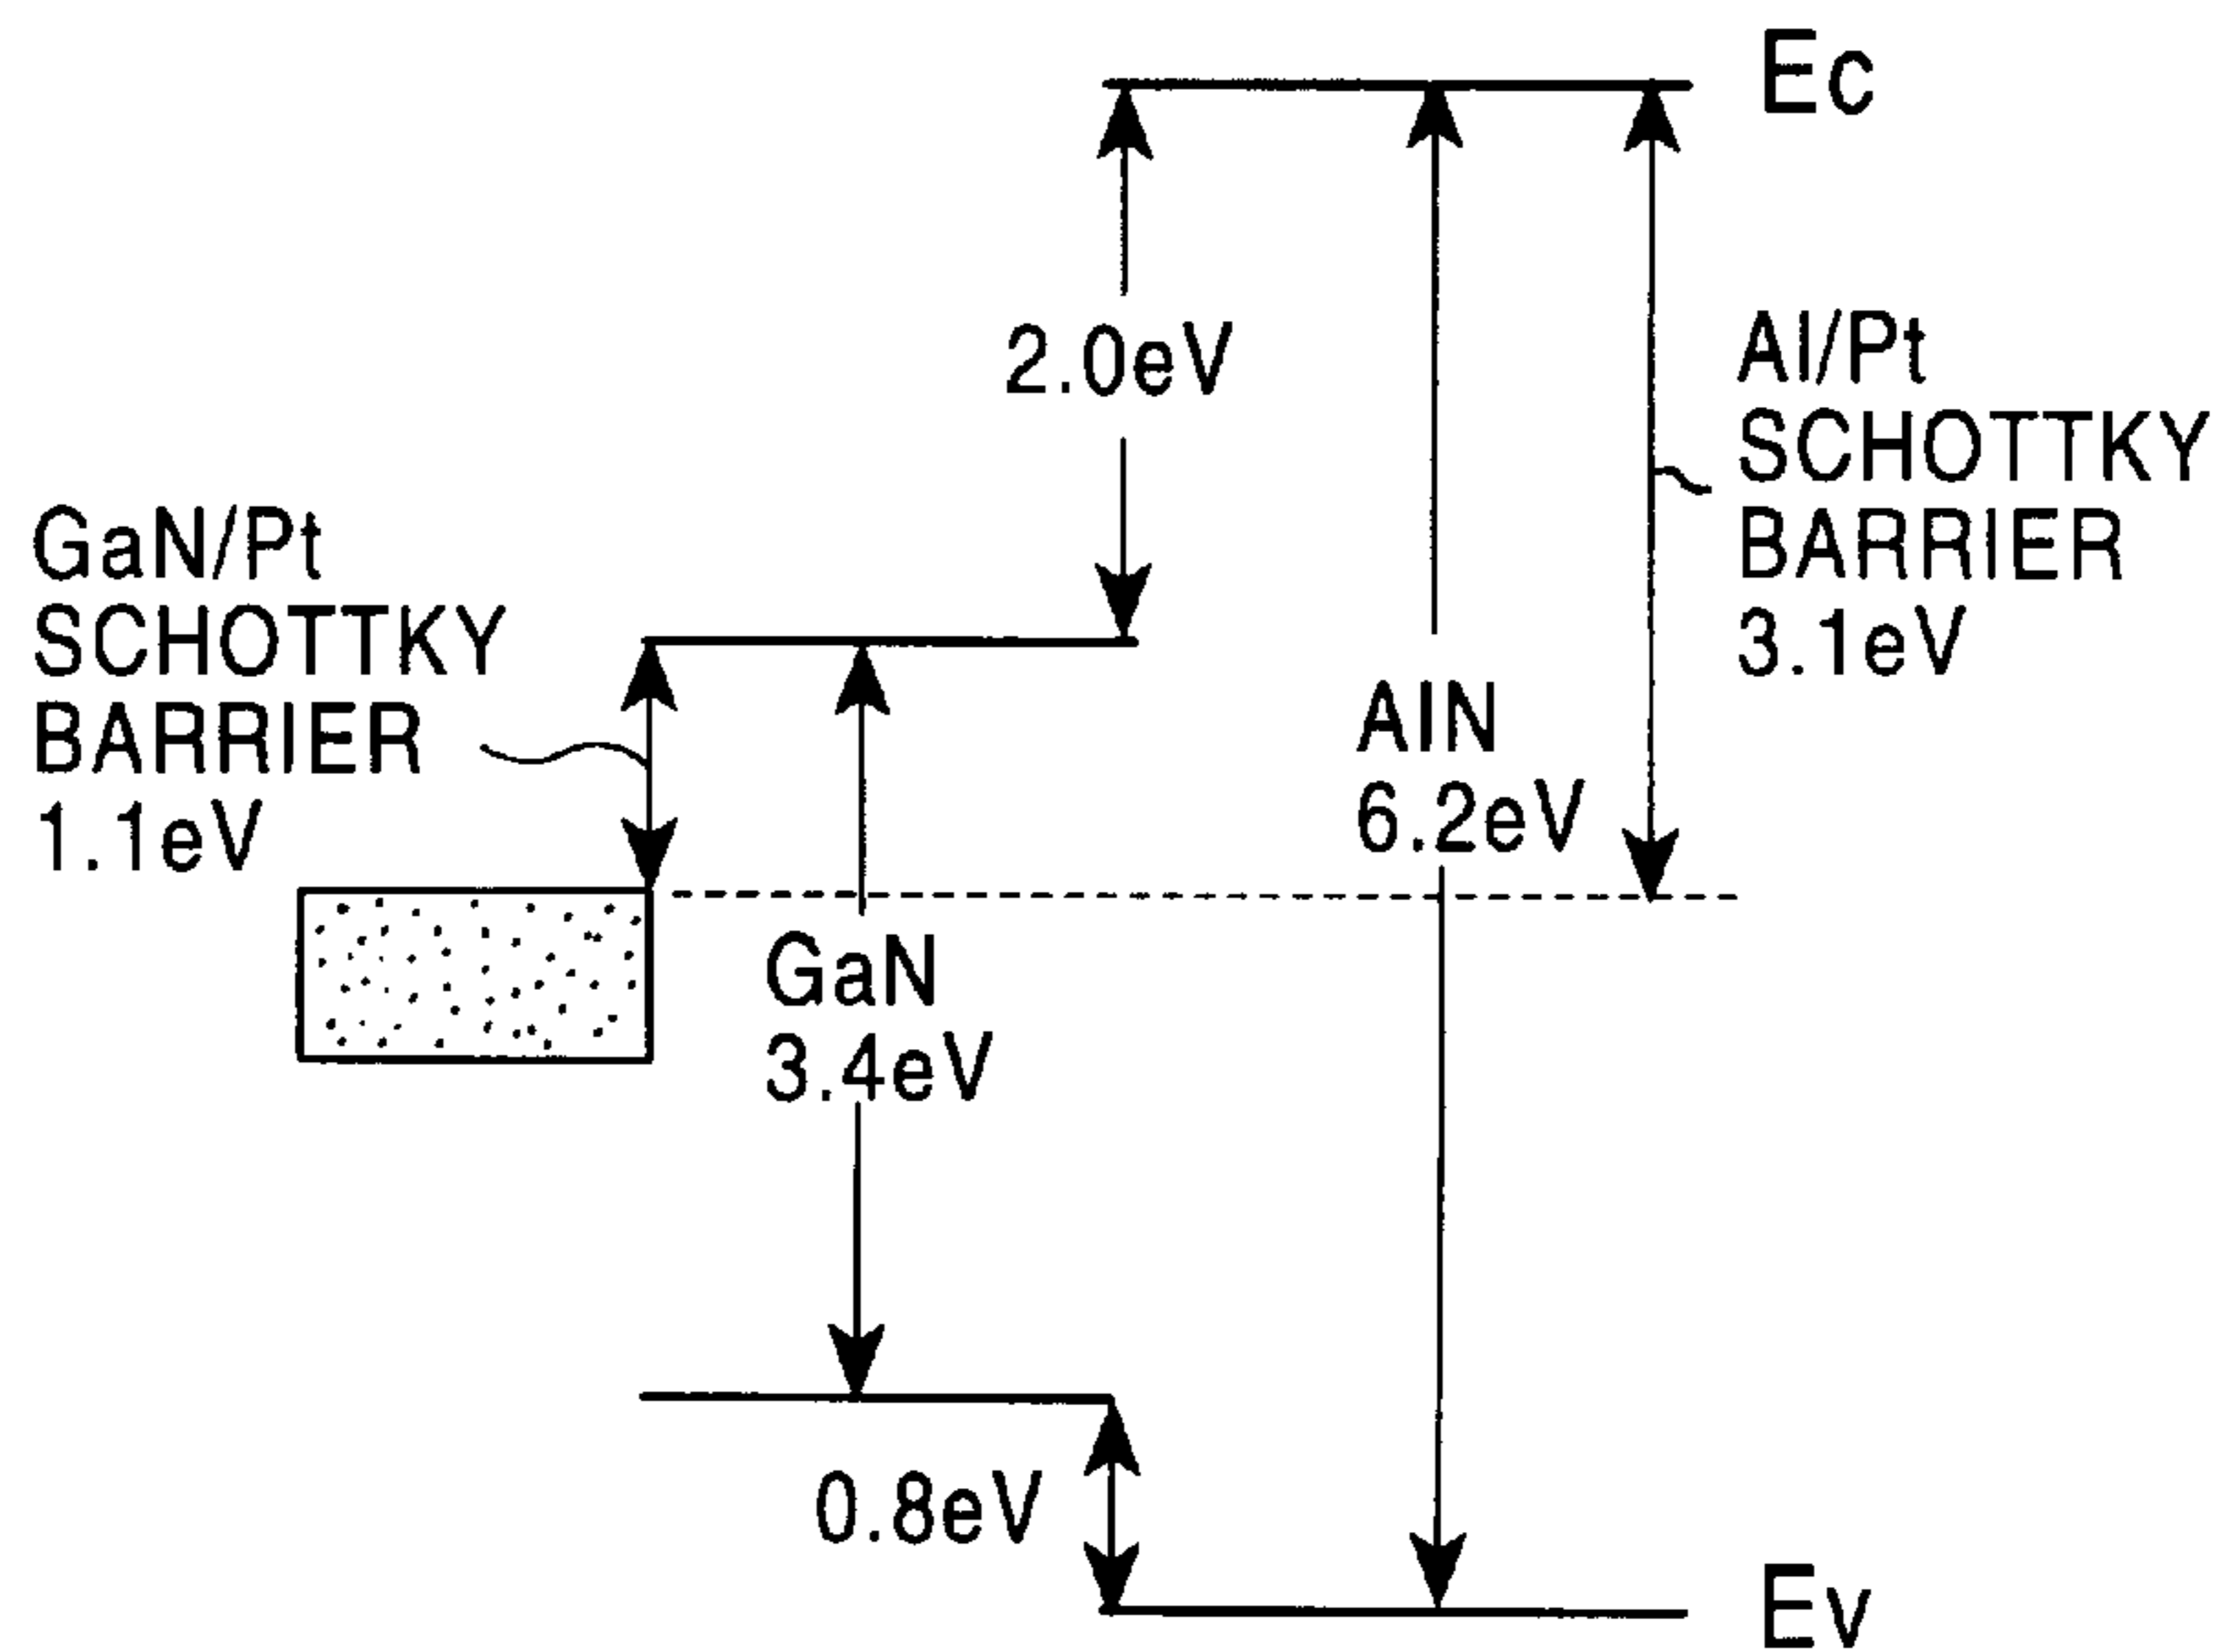 Ec
2.0eV
Al/Pt
SCHOTTKY
BARRIER
3.1eV
GaN/Pt
SCHOTTKY
BARRIER
1.1eV
AlN
6.2eV
GaN
3.4eV
0.8eV
Ev